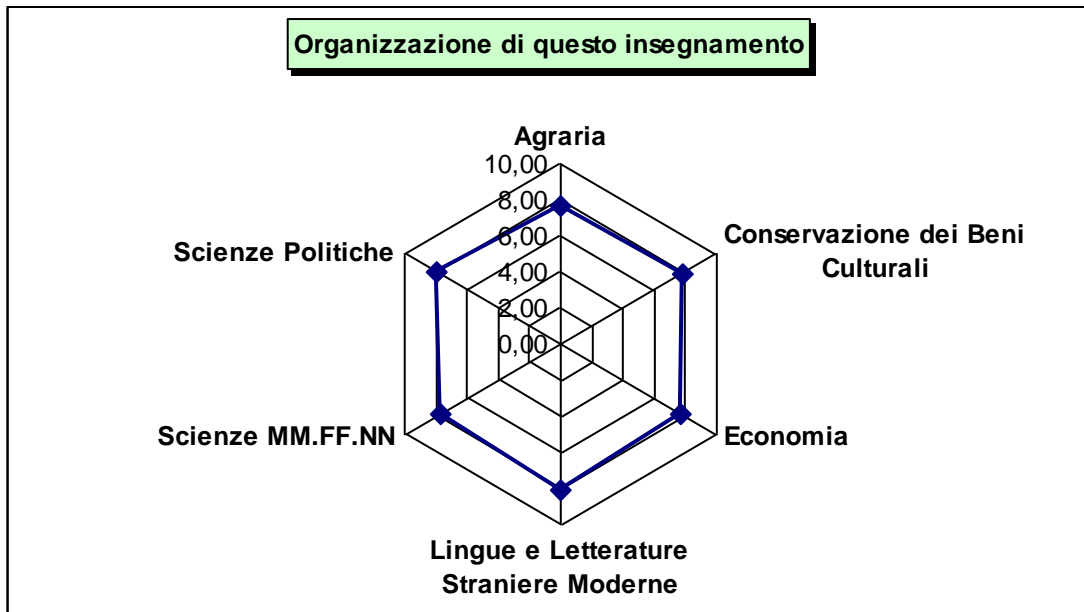 Organizzazione di questo insegnamento
Agraria
10,00
8,00
6,00
4,00
2,00
0,00
Conservazione dei Beni
Culturali
Economia
Lingue e Letterature
Straniere Moderne
Scienze MM.FF.NN
Scienze Politiche